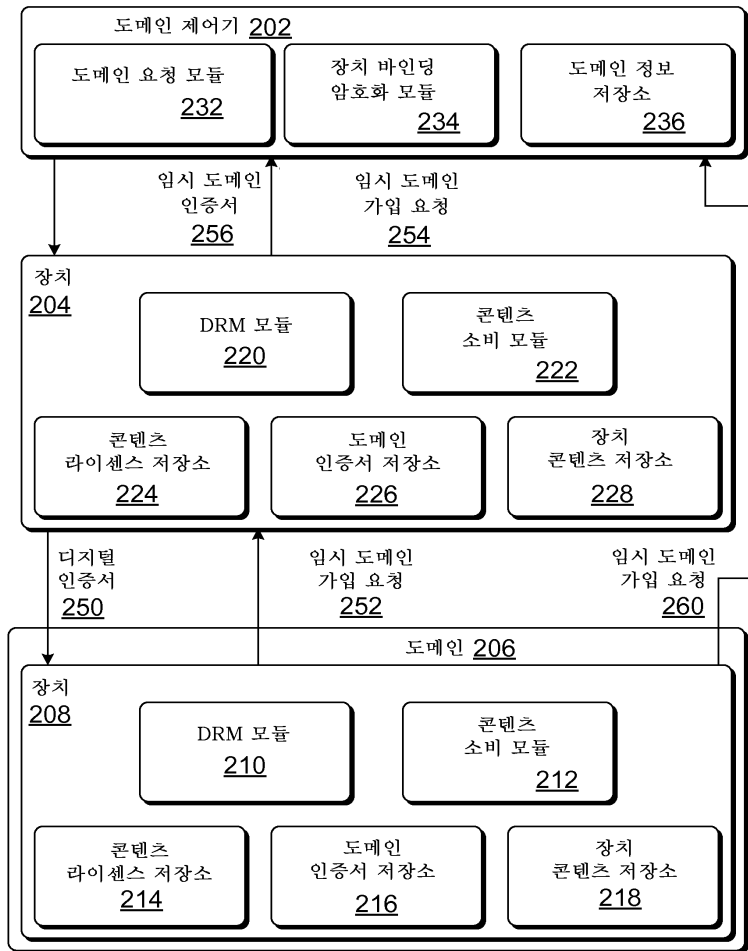 도메인 제어기 202
도메인 요청 모듈
232
장치 바인딩
암호화 모듈
234
도메인 정보
저장소
236
임시 도메인
인증서
256
임시 도메인
가입 요청
254
장치
204
DRM 모듈
220
콘텐츠
소비 모듈
222
콘텐츠
라이센스 저장소
224
도메인
인증서 저장소
226
장치
콘텐츠 저장소
228
디지털
인증서
250
임시 도메인
가입 요청
252
임시 도메인
가입 요청
260
도메인 206
장치
208
DRM 모듈
210
콘텐츠
소비 모듈
212
콘텐츠
라이센스 저장소
214
도메인
인증서 저장소
216
장치
콘텐츠 저장소
218